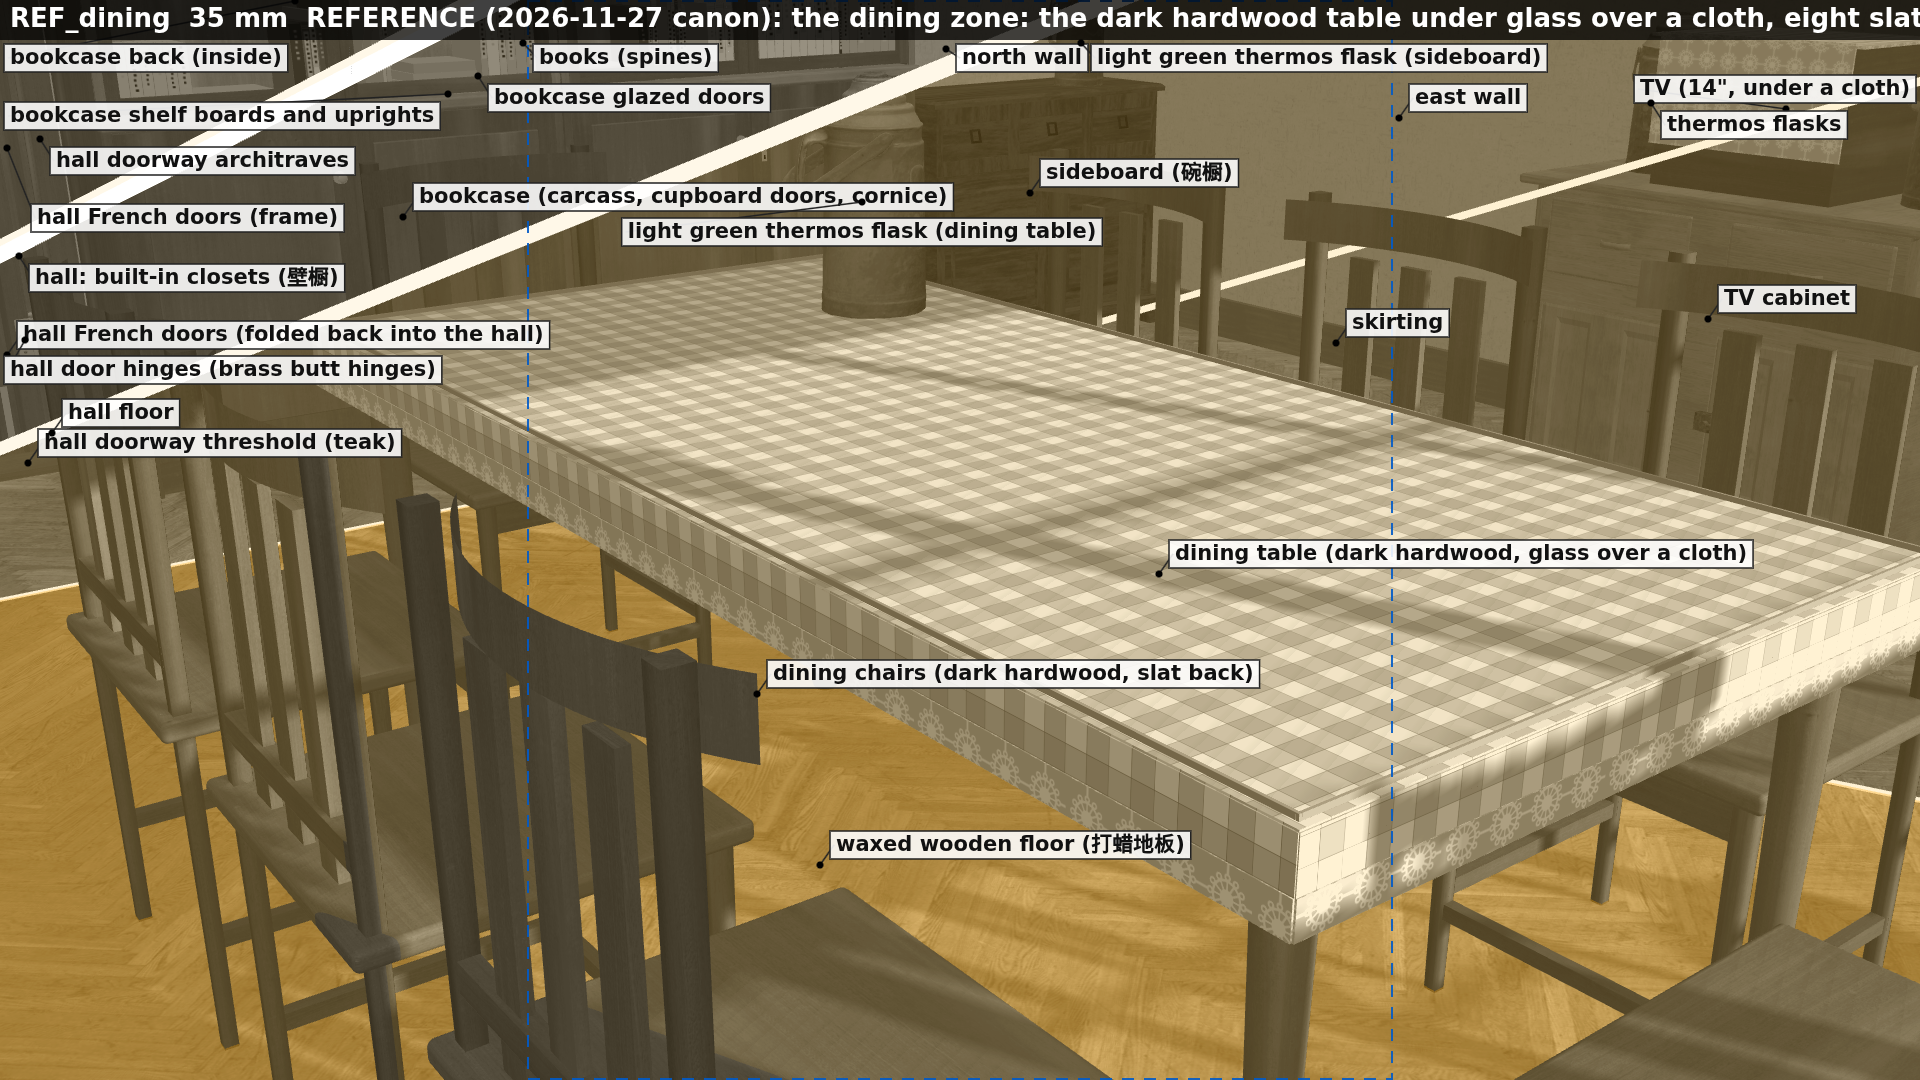 REF_dining 35 mm REFERENCE (2026-11-27 canon): the dining zone: the dark hardwood table under glass over a cloth, eight slat
bookcase back (inside)
books (spines)
north wall
light green thermos flask (sideboard)
TV (14", under a cloth)
bookcase glazed doors
east wall
bookcase shelf boards and uprights
thermos flasks
hall doorway architraves
sideboard (碗橱)
bookcase (carcass, cupboard doors, cornice)
hall French doors (frame)
light green thermos flask (dining table)
hall: built-in closets (壁橱)
TV cabinet
skirting
hall French doors (folded back into the hall)
hall door hinges (brass butt hinges)
hall floor
hall doorway threshold (teak)
dining table (dark hardwood, glass over a cloth)
dining chairs (dark hardwood, slat back)
waxed wooden floor (打蜡地板)